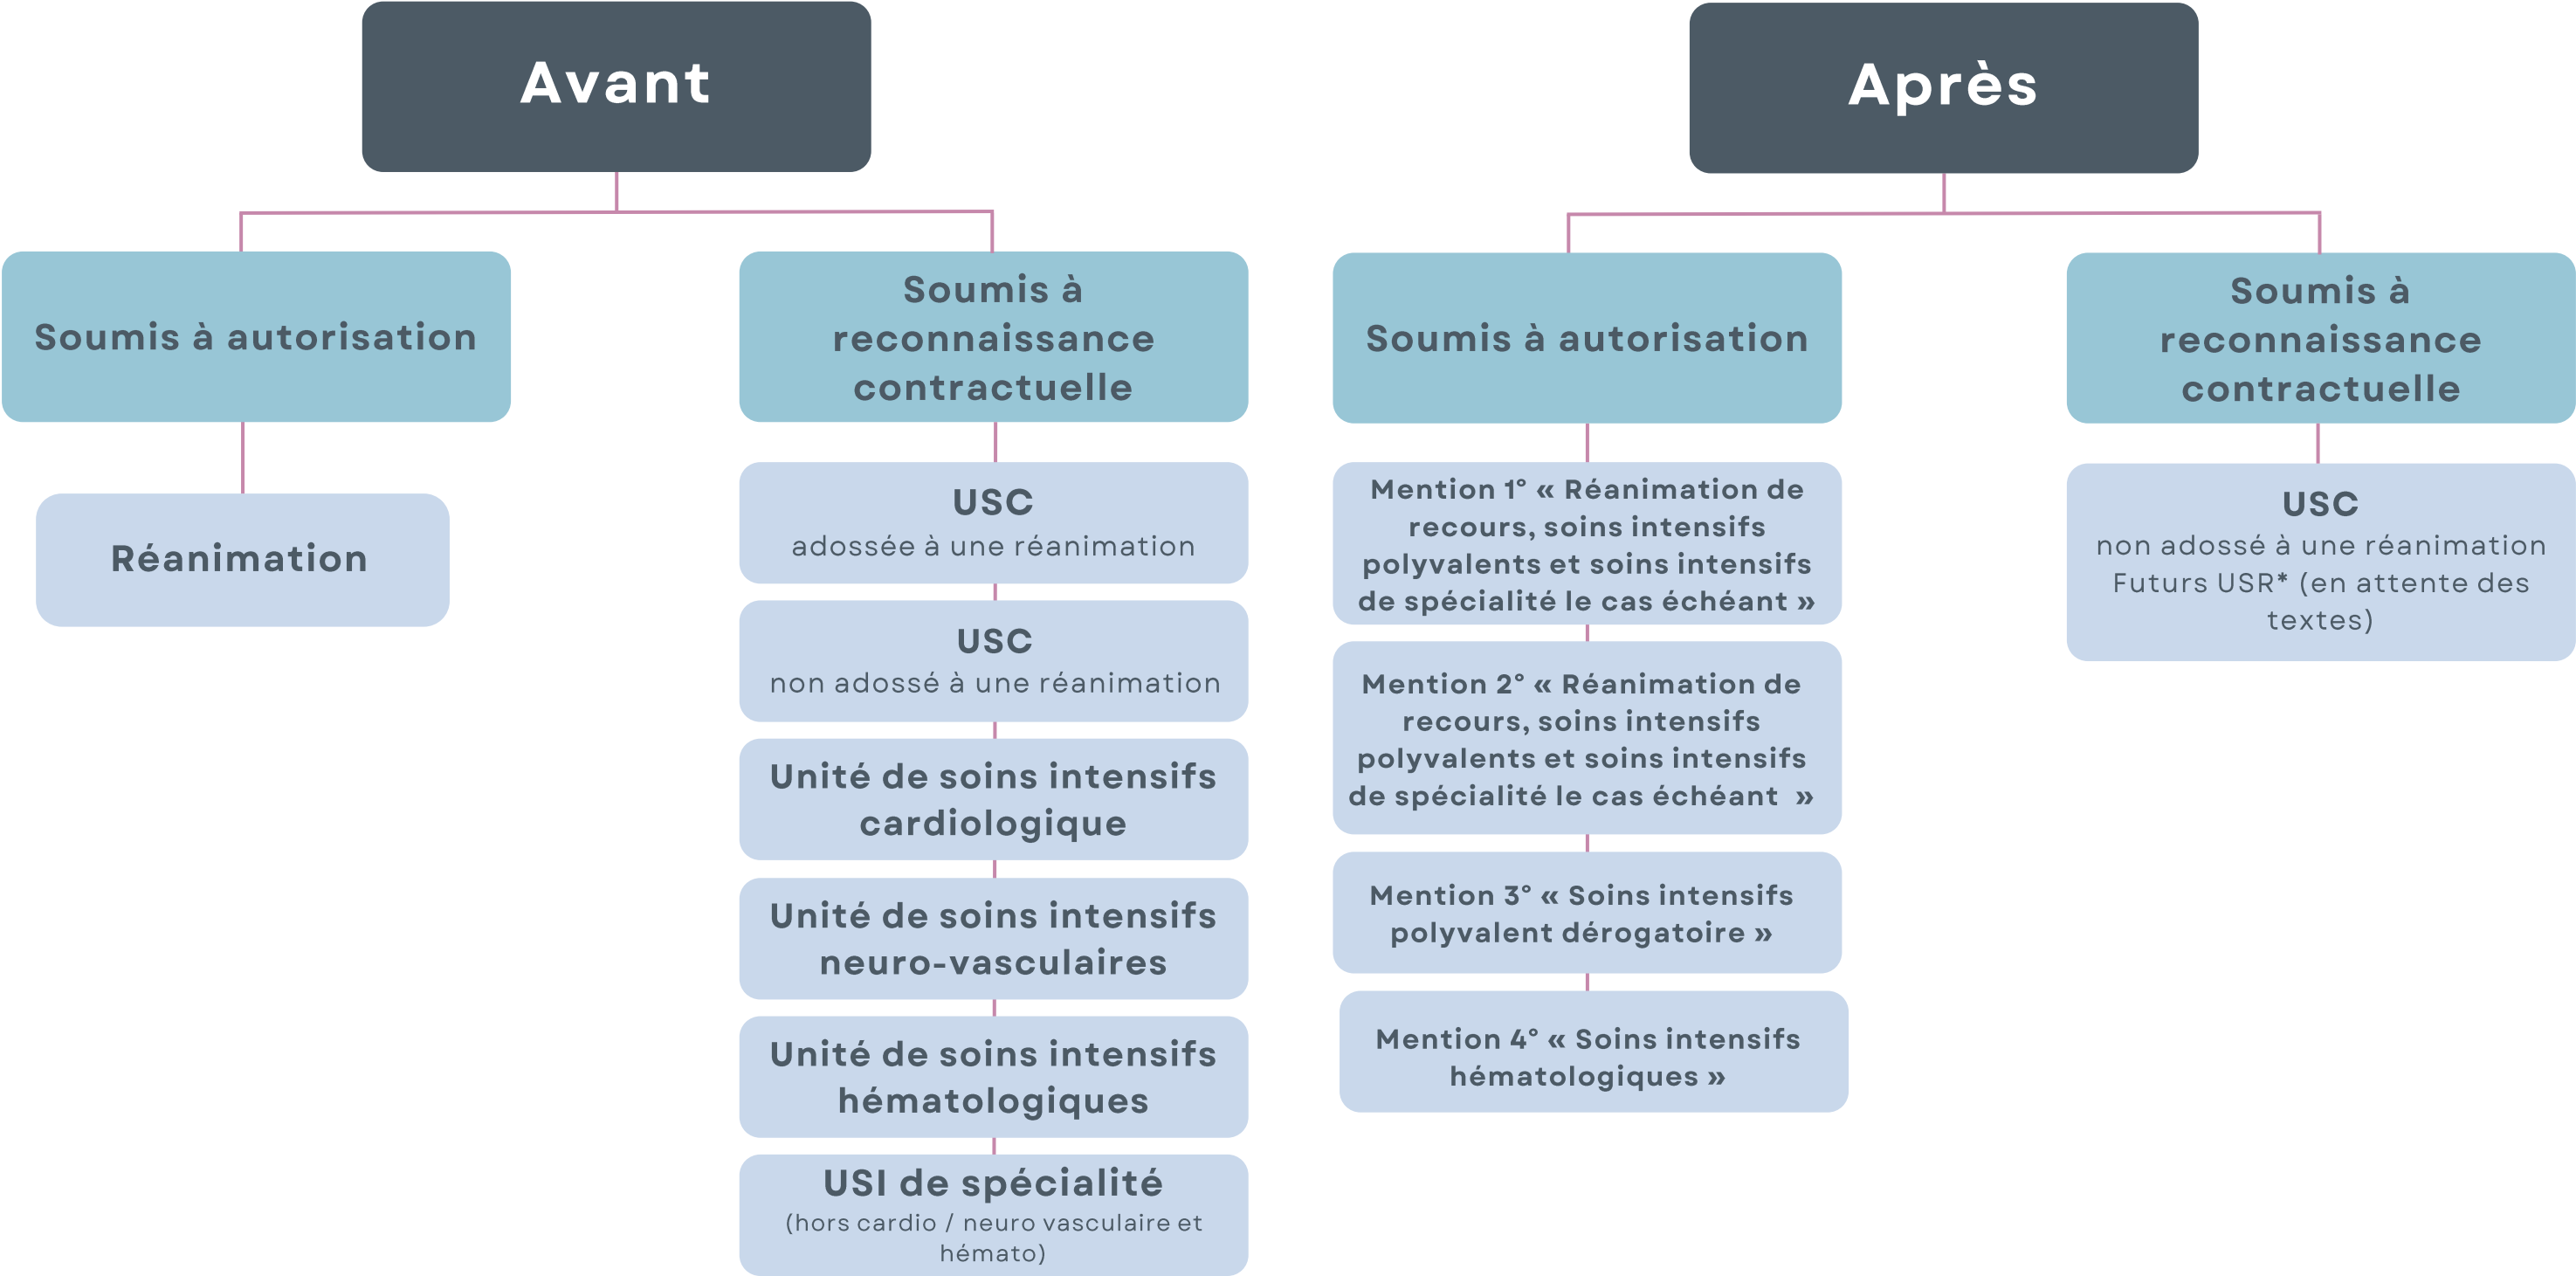 Avant
Soumis à autorisation
Réanimation
Soumis à
reconnaissance
contractuelle
USC
adossée à une réanimation
USC
non adossé à une réanimation
Unité de soins intensifs
cardiologique
Unité de soins intensifs
neuro-vasculaires
Unité de soins intensifs
hématologiques
USI de spécialité
(hors cardio / neuro vasculaire et
hémato)
Après
Soumis à autorisation
Mention 1° « Réanimation de
recours, soins intensifs
polyvalents et soins intensifs
de spécialité le cas échéant »
Mention 2° « Réanimation de
recours, soins intensifs
polyvalents et soins intensifs
de spécialité le cas échéant »
Mention 3° « Soins intensifs
polyvalent dérogatoire »
Mention 4° « Soins intensifs
hématologiques »
Soumis à
reconnaissance
contractuelle
USC
non adossé à une réanimation
Futurs USR* (en attente des
textes)